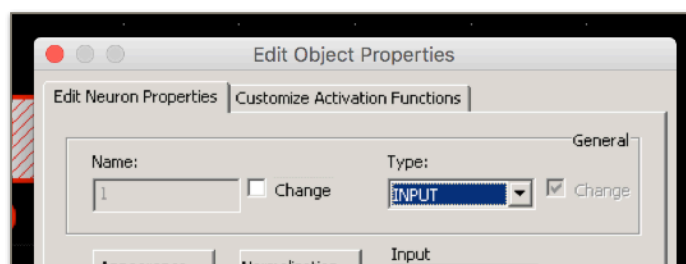 Edit Object Properties
Edit Neuron Properties Customize Activation Functions
General
Name: Type:
1 Change INPUT Change
Input